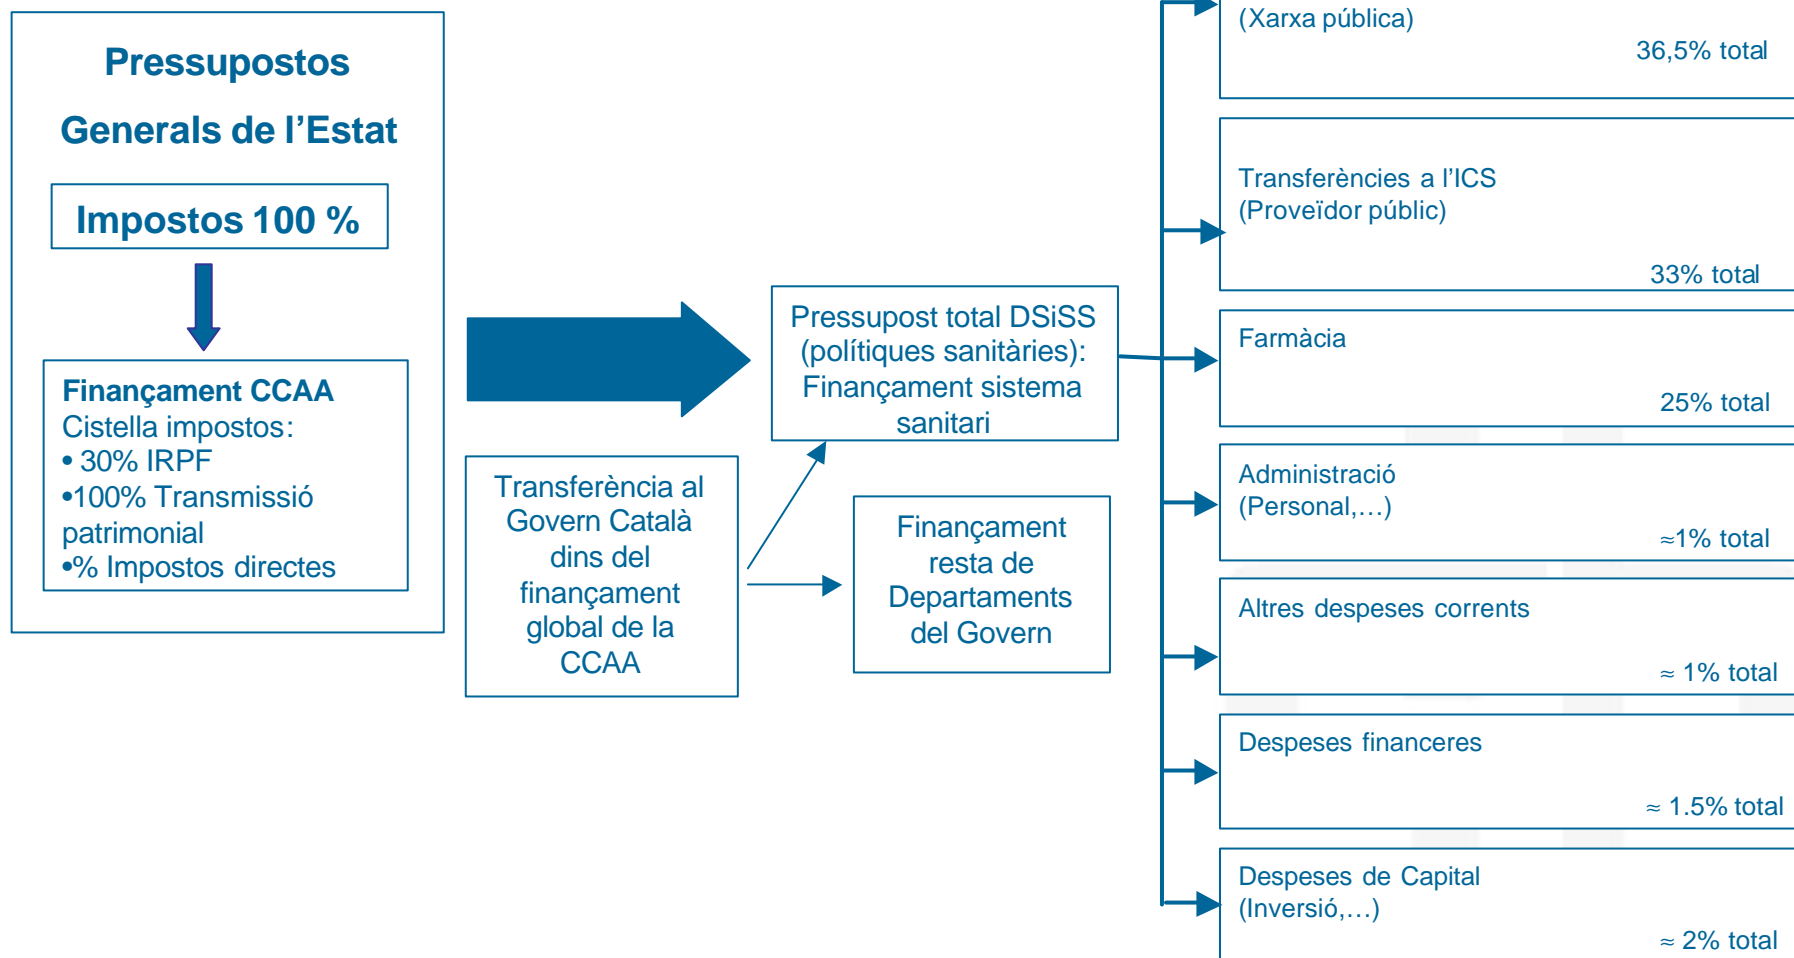 Pressupostos
Generals de l’Estat
Impostos 100 %
Finançament CCAA
Cistella impostos:
• 30% IRPF
•100% Transmissió
patrimonial
•% Impostos directes
Transferència al
Govern Català
dins del
finançament
global de la
CCAA
Pressupost total DSiSS
(polítiques sanitàries):
Finançament sistema
sanitari
Finançament
resta de
Departaments
del Govern
(Xarxa pública)
36,5% total
Transferències a l’ICS
(Proveïdor públic)
33% total
Farmàcia
25% total
Administració
(Personal,…)
≈1% total
Altres despeses corrents
≈ 1% total
Despeses financeres
≈ 1.5% total
Despeses de Capital
(Inversió,…)
≈ 2% total